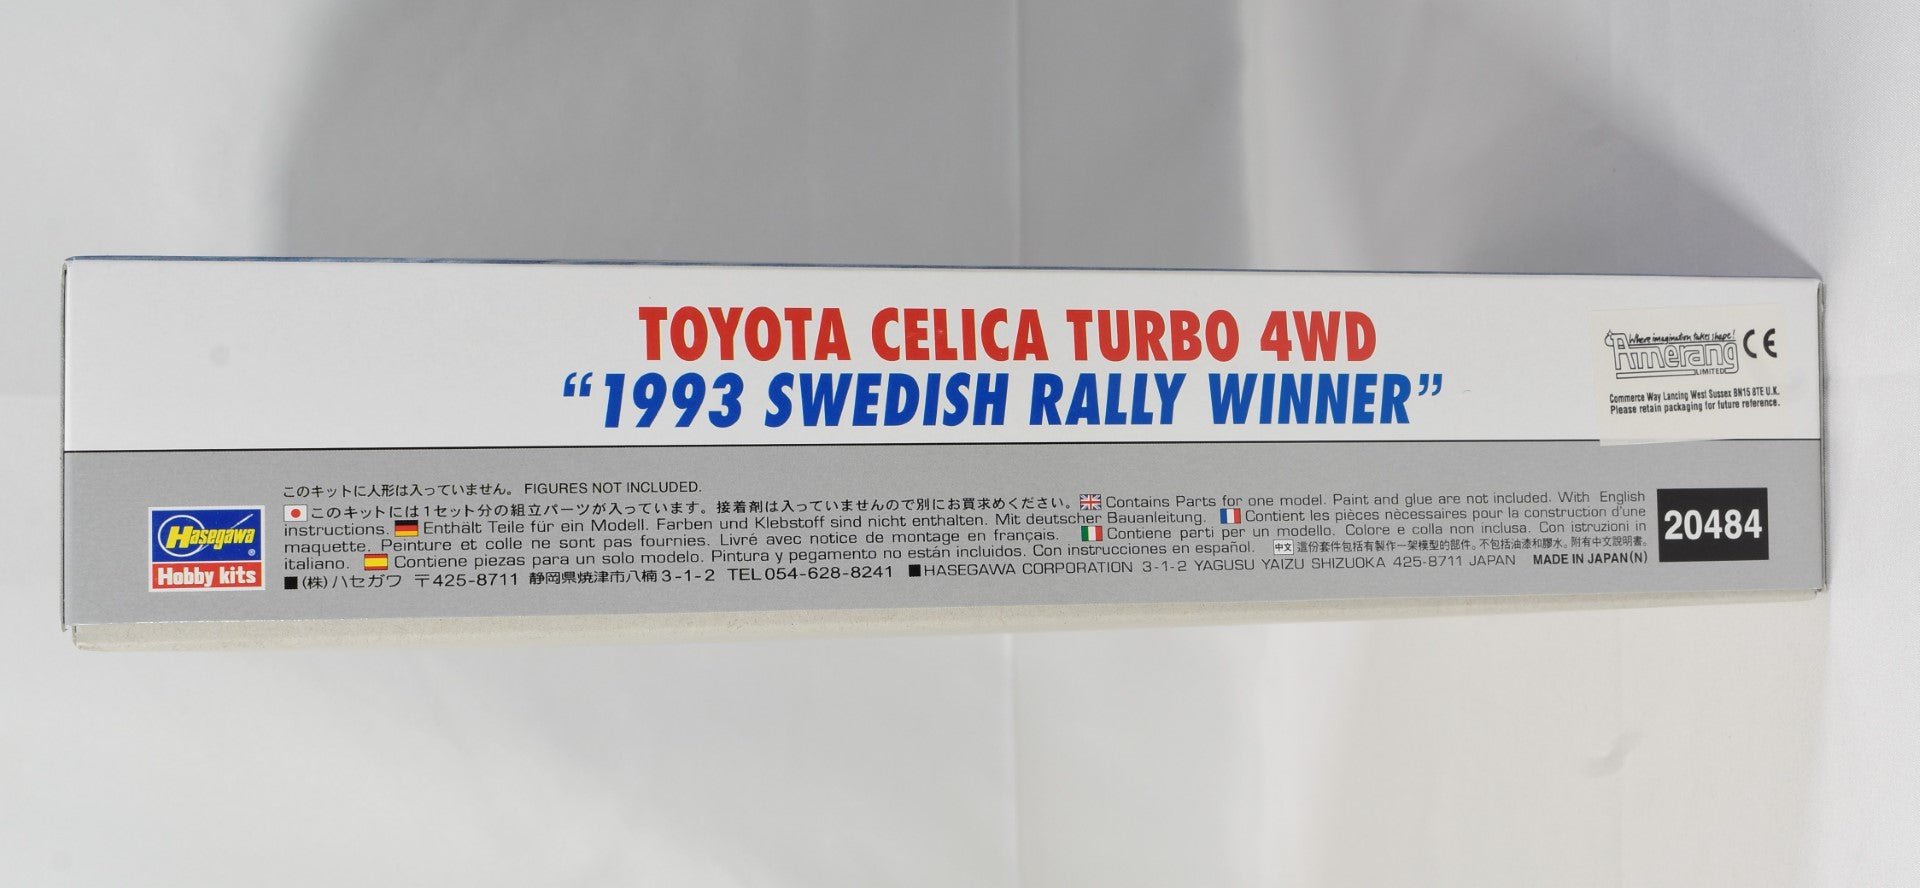 TOYOTA CELICA TURBO 4WD
“1993 SWEDISH RALLY WINNER”
Where imagination takes shape!
Amerang CE
LIMITED
Commerce Way Lancing West Sussex BN15 8TE U.K.
Please retain packaging for future reference.
Hasegawa®
Hobby kits
このキットに人形は入っていません。 FIGURES NOT INCLUDED.
このキットには1セット分の組立パーツが入っています。接着剤は入っていませんので別にお買求めください。 Contains Parts for one model. Paint and glue are not included. With English
instructions. Enthält Teile für ein Modell. Farben und Klebstoff sind nicht enthalten. Mit deutscher Bauanleitung. Contient les pièces nècessaires pour la construction d'une
maquette. Peinture et colle ne sont pas fournies. Livré avec notice de montage en français. Contiene parti per un modello. Colore e colla non inclusa. Con istruzioni in
italiano. Contiene piezas para un solo modelo. Pintura y pegamento no están incluidos. Con instrucciones en español. 中文 這份套件包括有製作一架模型的部件。不包括油漆和膠水。附有中文說明書。
■(株)ハセガワ 〒425-8711 静岡県焼津市八楠3-1-2 TEL054-628-8241 ■HASEGAWA CORPORATION 3-1-2 YAGUSU YAIZU SHIZUOKA 425-8711 JAPAN MADE IN JAPAN(N)
20484